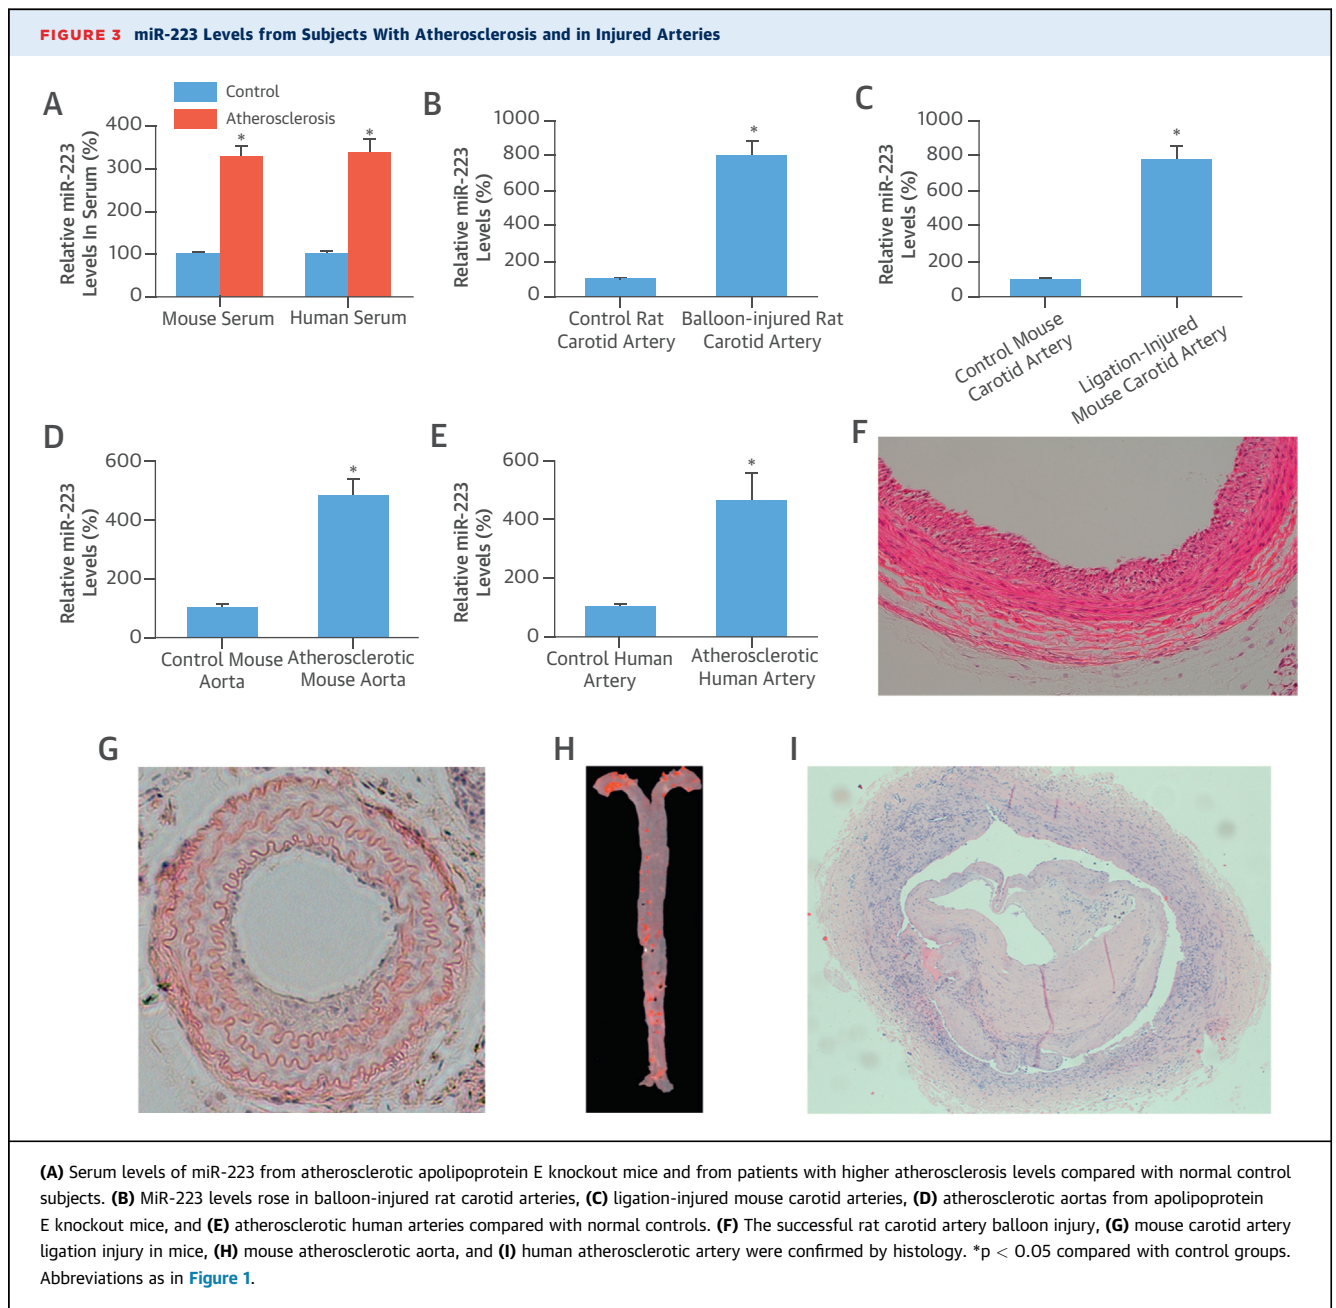 FIGURE 3 miR-223 Levels from Subjects With Atherosclerosis and in Injured Arteries
A
Control
Atherosclerosis
Relative miR-223
Levels In Serum (%)
400
300
200
100
0
*
*
Mouse Serum
Human Serum
B
Relative miR-223
Levels (%)
1000
800
600
400
200
0
*
Control Rat
Carotid Artery
Balloon-injured Rat
Carotid Artery
C
Relative miR-223
Levels (%)
1000
800
600
400
200
0
*
Control Mouse
Carotid Artery
Ligation-Injured
Mouse Carotid Artery
D
Relative miR-223
Levels (%)
600
400
200
0
*
Control Mouse
Aorta
Atherosclerotic
Mouse Aorta
E
Relative miR-223
Levels (%)
600
400
200
0
*
Control Human
Artery
Atherosclerotic
Human Artery
F
G
H
I
(A) Serum levels of miR-223 from atherosclerotic apolipoprotein E knockout mice and from patients with higher atherosclerosis levels compared with normal control
subjects. (B) MiR-223 levels rose in balloon-injured rat carotid arteries, (C) ligation-injured mouse carotid arteries, (D) atherosclerotic aortas from apolipoprotein
E knockout mice, and (E) atherosclerotic human arteries compared with normal controls. (F) The successful rat carotid artery balloon injury, (G) mouse carotid artery
ligation injury in mice, (H) mouse atherosclerotic aorta, and (I) human atherosclerotic artery were confirmed by histology. *p < 0.05 compared with control groups.
Abbreviations as in Figure 1.